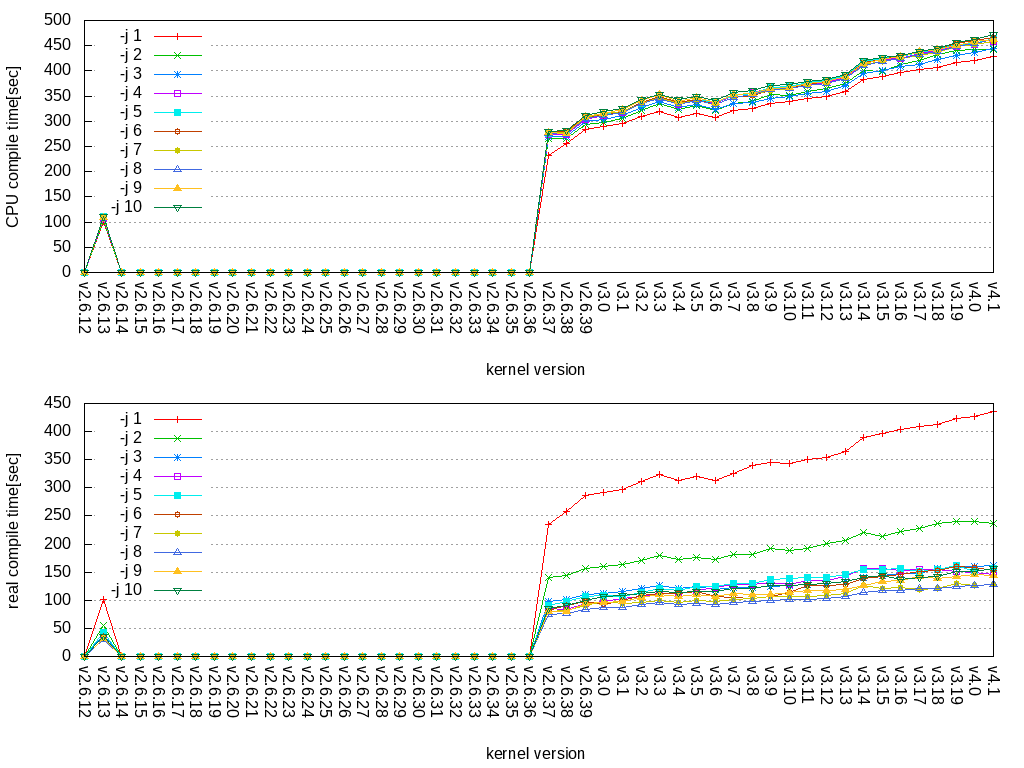 CPU compile time[sec]
500
450
400
350
300
250
200
150
100
50
0
-j 1
-j 2
-j 3
-j 4
-j 5
-j 6
-j 7
-j 8
-j 9
-j 10
v2.6.12
v2.6.13
v2.6.14
v2.6.15
v2.6.16
v2.6.17
v2.6.18
v2.6.19
v2.6.20
v2.6.21
v2.6.22
v2.6.23
v2.6.24
v2.6.25
v2.6.26
v2.6.27
v2.6.28
v2.6.29
v2.6.30
v2.6.31
v2.6.32
v2.6.33
v2.6.34
v2.6.35
v2.6.36
v2.6.37
v2.6.38
v2.6.39
v3.0
v3.1
v3.2
v3.3
v3.4
v3.5
v3.6
v3.7
v3.8
v3.9
v3.10
v3.11
v3.12
v3.13
v3.14
v3.15
v3.16
v3.17
v3.18
v3.19
v4.0
v4.1
kernel version
real compile time[sec]
450
400
350
300
250
200
150
100
50
0
-j 1
-j 2
-j 3
-j 4
-j 5
-j 6
-j 7
-j 8
-j 9
-j 10
v2.6.12
v2.6.13
v2.6.14
v2.6.15
v2.6.16
v2.6.17
v2.6.18
v2.6.19
v2.6.20
v2.6.21
v2.6.22
v2.6.23
v2.6.24
v2.6.25
v2.6.26
v2.6.27
v2.6.28
v2.6.29
v2.6.30
v2.6.31
v2.6.32
v2.6.33
v2.6.34
v2.6.35
v2.6.36
v2.6.37
v2.6.38
v2.6.39
v3.0
v3.1
v3.2
v3.3
v3.4
v3.5
v3.6
v3.7
v3.8
v3.9
v3.10
v3.11
v3.12
v3.13
v3.14
v3.15
v3.16
v3.17
v3.18
v3.19
v4.0
v4.1
kernel version